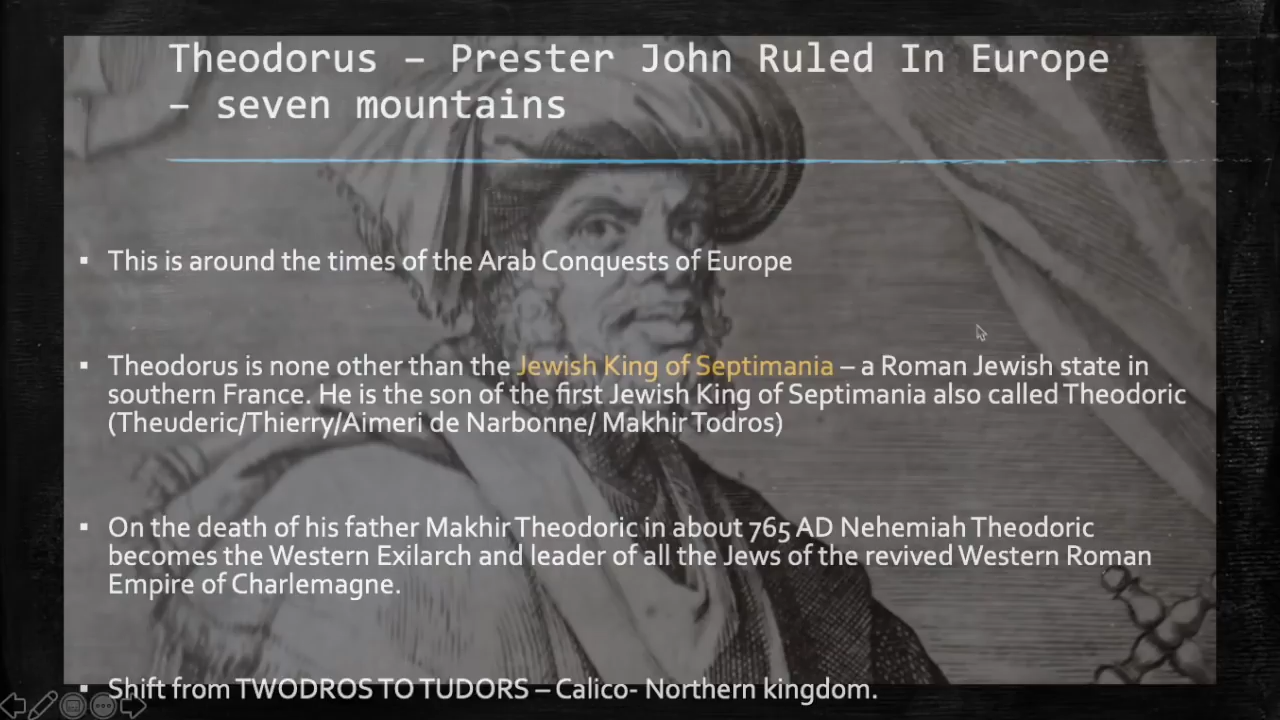 Theodorus – Prester John Ruled In Europe
– seven mountains
▪ This is around the times of the Arab Conquests of Europe
▪ Theodorus is none other than the Jewish King of Septimania – a Roman Jewish state in
southern France. He is the son of the first Jewish King of Septimania also called Theodoric
(Theuderic/Thierry/Aimeri de Narbonne/ Makhir Todros)
▪ On the death of his father Makhir Theodoric in about 765 AD Nehemiah Theodoric
becomes the Western Exilarch and leader of all the Jews of the revived Western Roman
Empire of Charlemagne.
▪ Shift from TWODROS TO TUDORS – Calico- Northern kingdom.